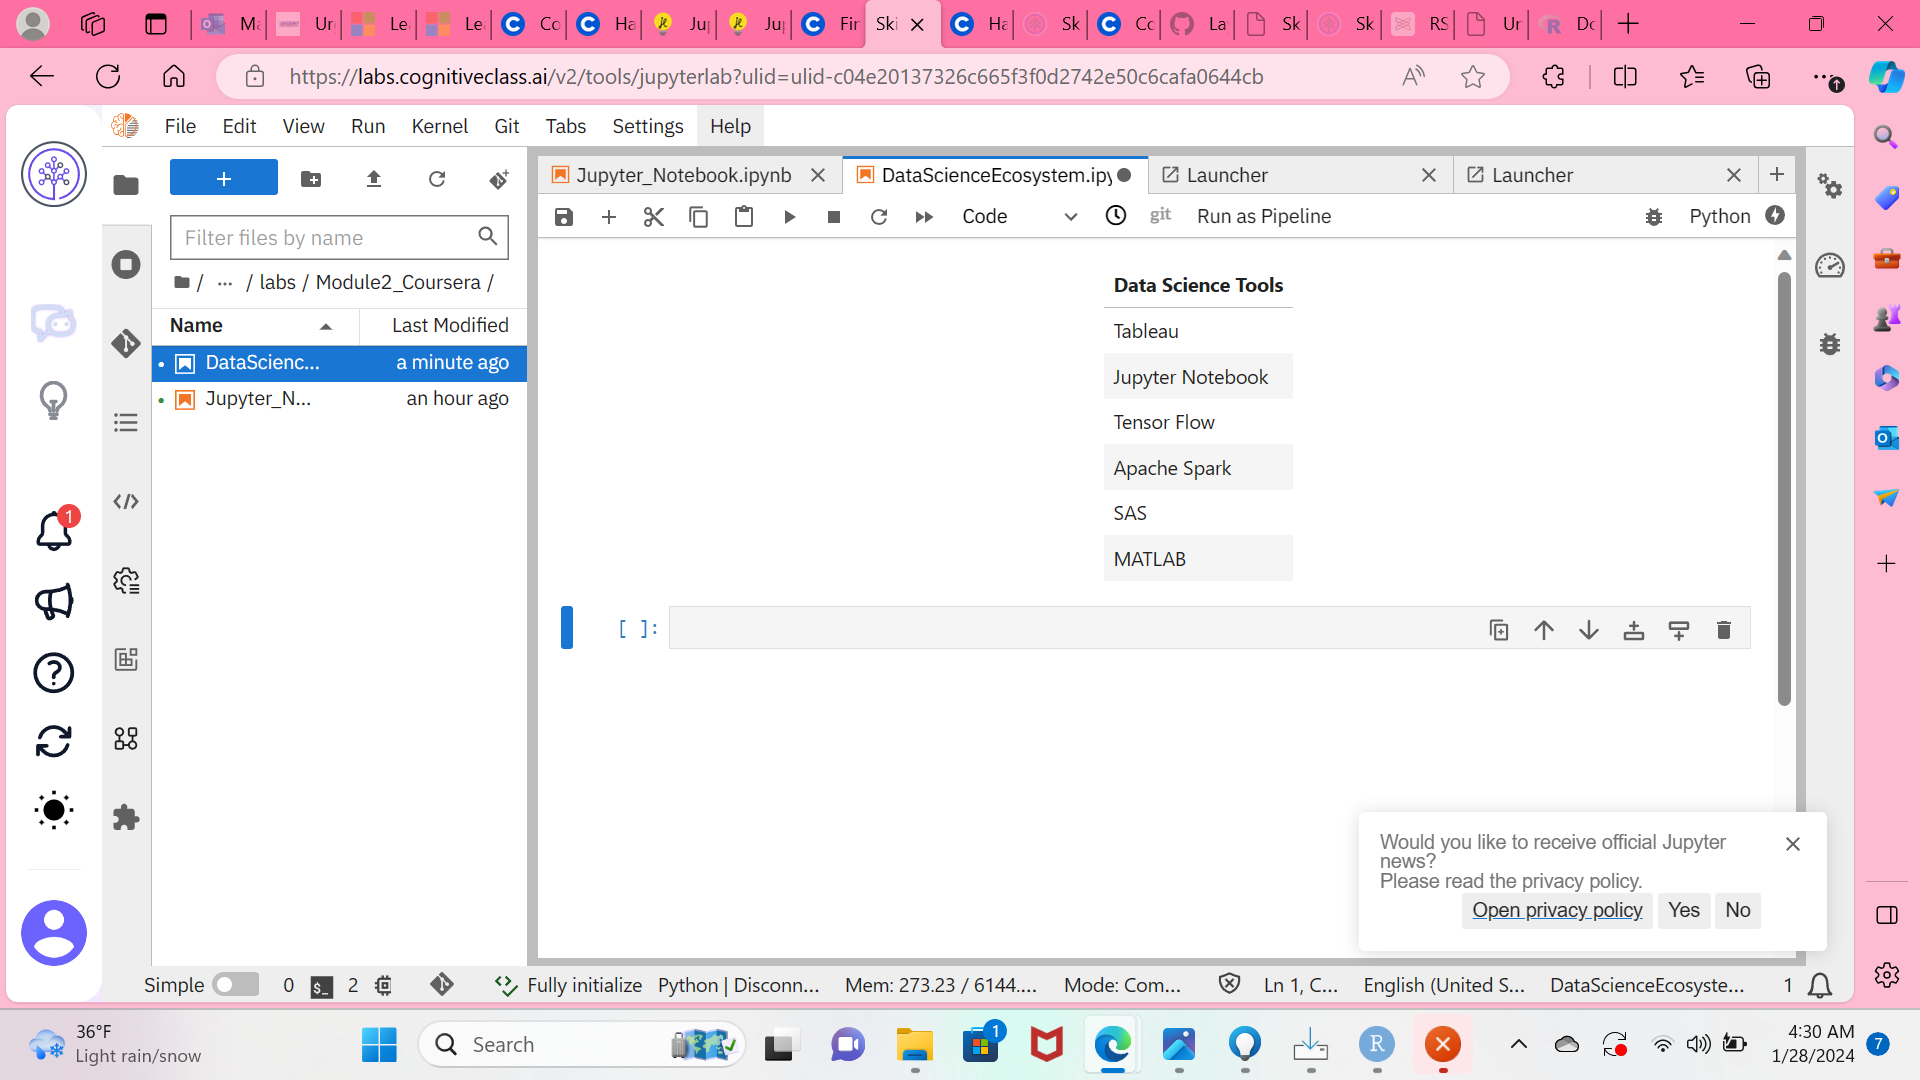 Ma
Un
Le
Le
Co
Ha
Ju
Ju
Fin
Ski
Ha
Sk
Co
La
Sk
Sk
RS
Ur
Do
https://labs.cognitiveclass.ai/v2/tools/jupyterlab?ulid=ulid-c04e20137326c665f3f0d2742e50c6cafa0644cb
File Edit View Run Kernel Git Tabs Settings Help
Filter files by name
/ ... / labs / Module2_Coursera /
Name Last Modified
DataScienc... a minute ago
Jupyter_N... an hour ago
1
Jupyter_Notebook.ipynb
DataScienceEcosystem.ipy
Launcher
Launcher
Code
git
Run as Pipeline
Python
Data Science Tools
Tableau
Jupyter Notebook
Tensor Flow
Apache Spark
SAS
MATLAB
[ ]:
Would you like to receive official Jupyter
news?
Please read the privacy policy.
Open privacy policy Yes No
Simple 0 $_ 2 Fully initialize Python | Disconn... Mem: 273.23 / 6144.... Mode: Com... Ln 1, C... English (United S... DataScienceEcosyste... 1
36°F
Light rain/snow
Search
1
R
4:30 AM
1/28/2024
7